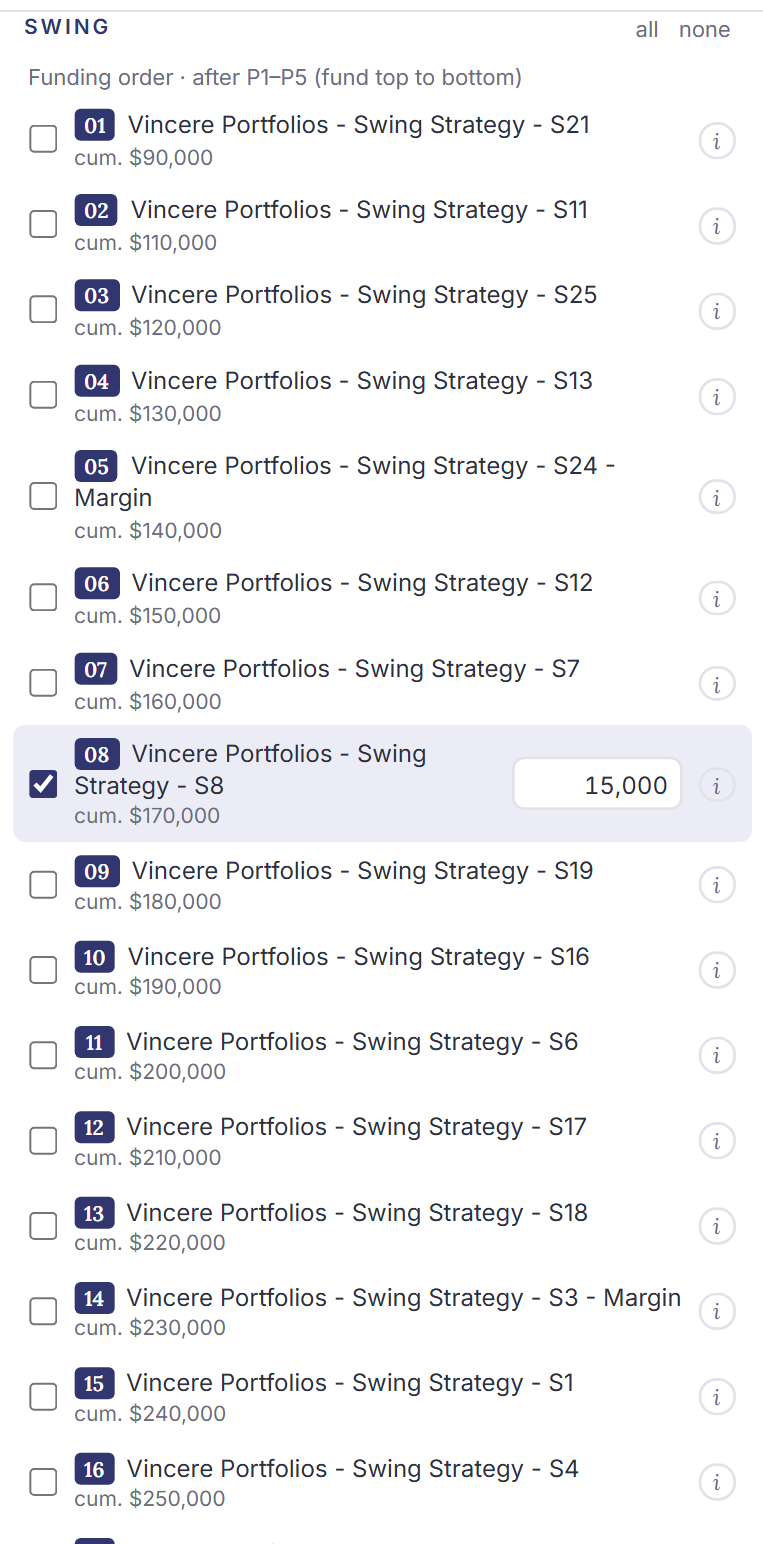 SWING
all none
Funding order · after P1–P5 (fund top to bottom)
01 Vincere Portfolios - Swing Strategy - S21
cum. $90,000
i
02 Vincere Portfolios - Swing Strategy - S11
cum. $110,000
i
03 Vincere Portfolios - Swing Strategy - S25
cum. $120,000
i
04 Vincere Portfolios - Swing Strategy - S13
cum. $130,000
i
05 Vincere Portfolios - Swing Strategy - S24 -
Margin
cum. $140,000
i
06 Vincere Portfolios - Swing Strategy - S12
cum. $150,000
i
07 Vincere Portfolios - Swing Strategy - S7
cum. $160,000
i
08 Vincere Portfolios - Swing
Strategy - S8
cum. $170,000
15,000
i
09 Vincere Portfolios - Swing Strategy - S19
cum. $180,000
i
10 Vincere Portfolios - Swing Strategy - S16
cum. $190,000
i
11 Vincere Portfolios - Swing Strategy - S6
cum. $200,000
i
12 Vincere Portfolios - Swing Strategy - S17
cum. $210,000
i
13 Vincere Portfolios - Swing Strategy - S18
cum. $220,000
i
14 Vincere Portfolios - Swing Strategy - S3 - Margin
cum. $230,000
i
15 Vincere Portfolios - Swing Strategy - S1
cum. $240,000
i
16 Vincere Portfolios - Swing Strategy - S4
cum. $250,000
i